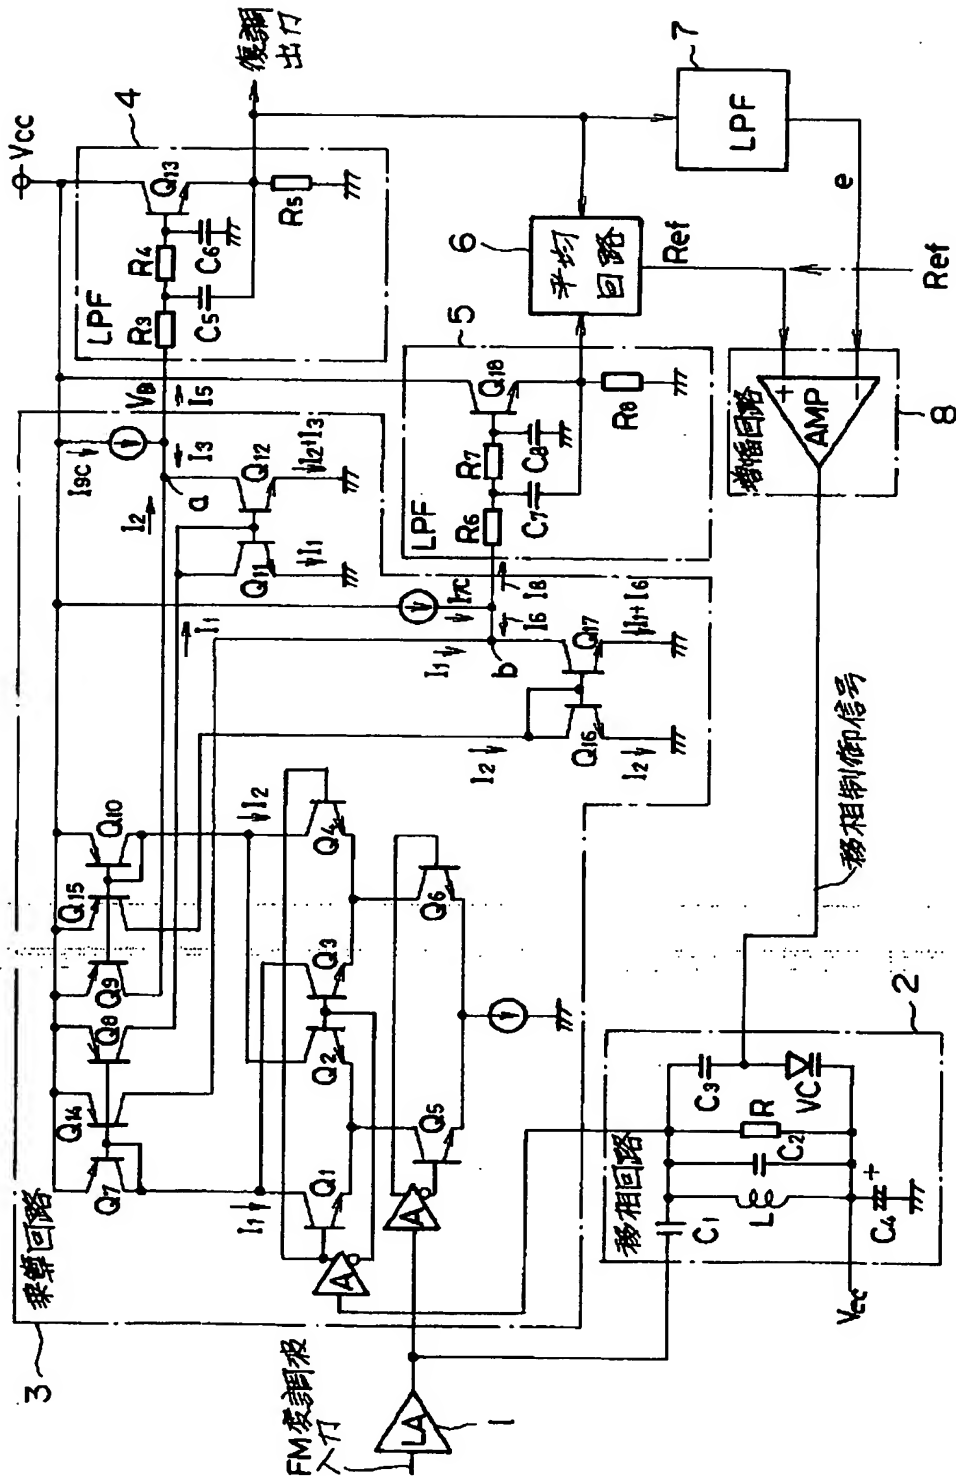 Vcc
4
LPF
R3
R4
Q13
C5
C6
R5
復調
出力
7
LPF
e
6
平均
回路
Ref
Ref
5
LPF
R6
R7
Q18
C7
C8
R8
増幅回路
AMP
+
−
8
3
乗算回路
Q7
Q14
Q8
Q9
Q15
Q10
I9C
VB
I5
I3
I2
a
Q11
Q12
I1
I2+I3
I1
I7C
I8
I6
I1
b
Q16
Q17
I2
I2
I1+I6
I1
I2
Q1
Q2
Q3
Q4
Q5
Q6
A
A
FM変調波
入力
LA
1
移相回路
2
C1
L
C2
R
C3
VC
C4
+
Vcc
移相制御信号